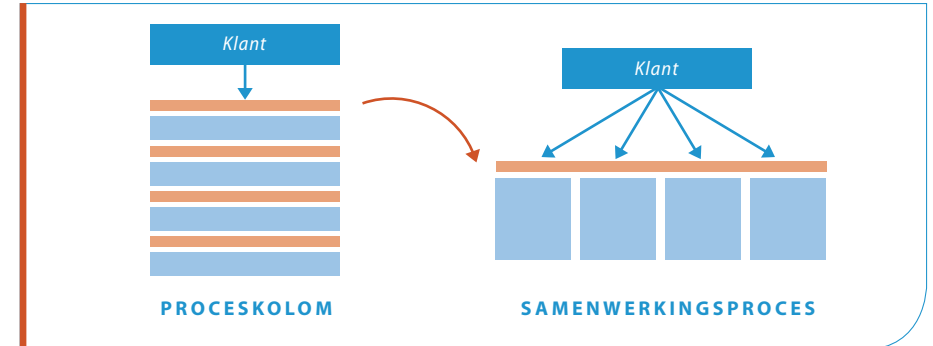 Klant
Klant
PROCESKOLOM
SAMENWERKINGSPROCES